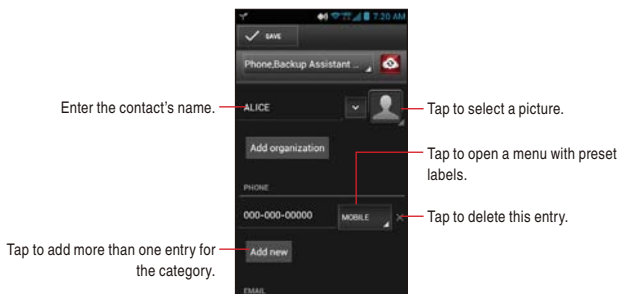 7:20 AM
SAVE
Phone,Backup Assistant ...
Enter the contact's name.
ALICE
Tap to select a picture.
Add organization
Tap to open a menu with preset
labels.
PHONE
000-000-00000 MOBILE
Tap to delete this entry.
Tap to add more than one entry for
the category.
Add new
EMAIL